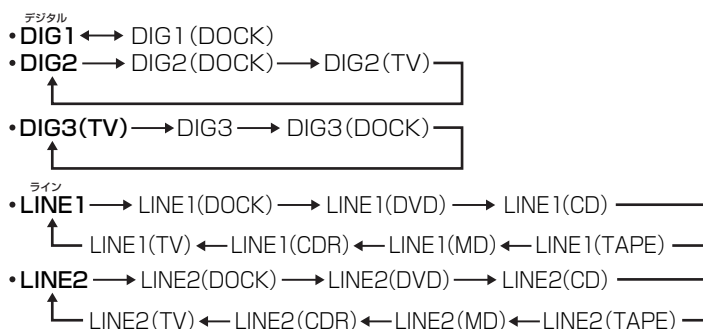 デジタル
•DIG1 ←→ DIG1(DOCK)
•DIG2 → DIG2(DOCK) → DIG2(TV)
•DIG3(TV) → DIG3 → DIG3(DOCK)
ライン
•LINE1 → LINE1(DOCK) → LINE1(DVD) → LINE1(CD)
LINE1(TV) ← LINE1(CDR) ← LINE1(MD) ← LINE1(TAPE)
•LINE2 → LINE2(DOCK) → LINE2(DVD) → LINE2(CD)
LINE2(TV) ← LINE2(CDR) ← LINE2(MD) ← LINE2(TAPE)